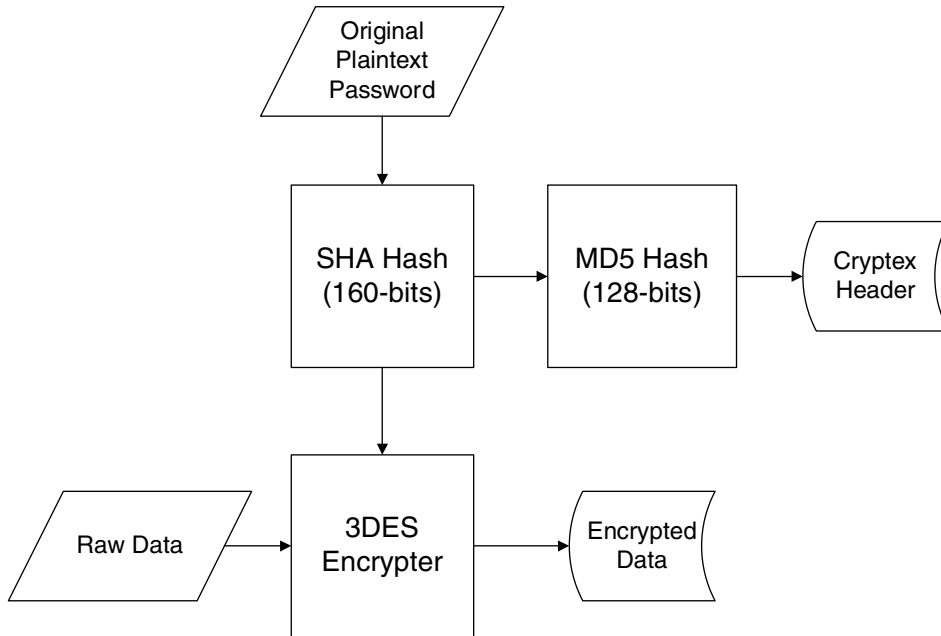 Original
Plaintext
Password
SHA Hash
(160-bits)
MD5 Hash
(128-bits)
Cryptex
Header
Raw Data
3DES
Encrypter
Encrypted
Data